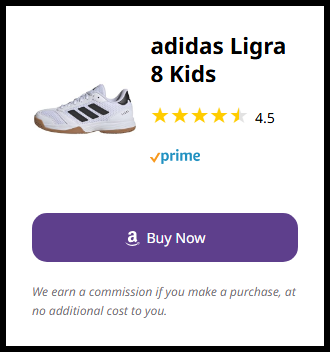 adidas Ligra
8 Kids
4.5
prime
Buy Now
We earn a commission if you make a purchase, at
no additional cost to you.